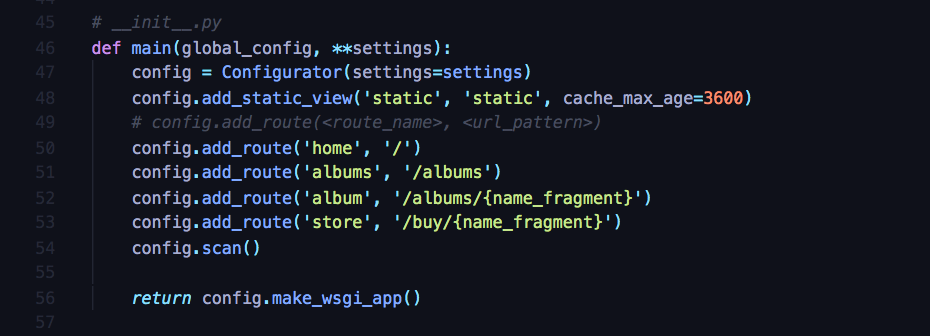 45 # __init__.py
46 def main(global_config, **settings):
47     config = Configurator(settings=settings)
48     config.add_static_view('static', 'static', cache_max_age=3600)
49     # config.add_route(<route_name>, <url_pattern>)
50     config.add_route('home', '/')
51     config.add_route('albums', '/albums')
52     config.add_route('album', '/albums/{name_fragment}')
53     config.add_route('store', '/buy/{name_fragment}')
54     config.scan()
55
56     return config.make_wsgi_app()
57